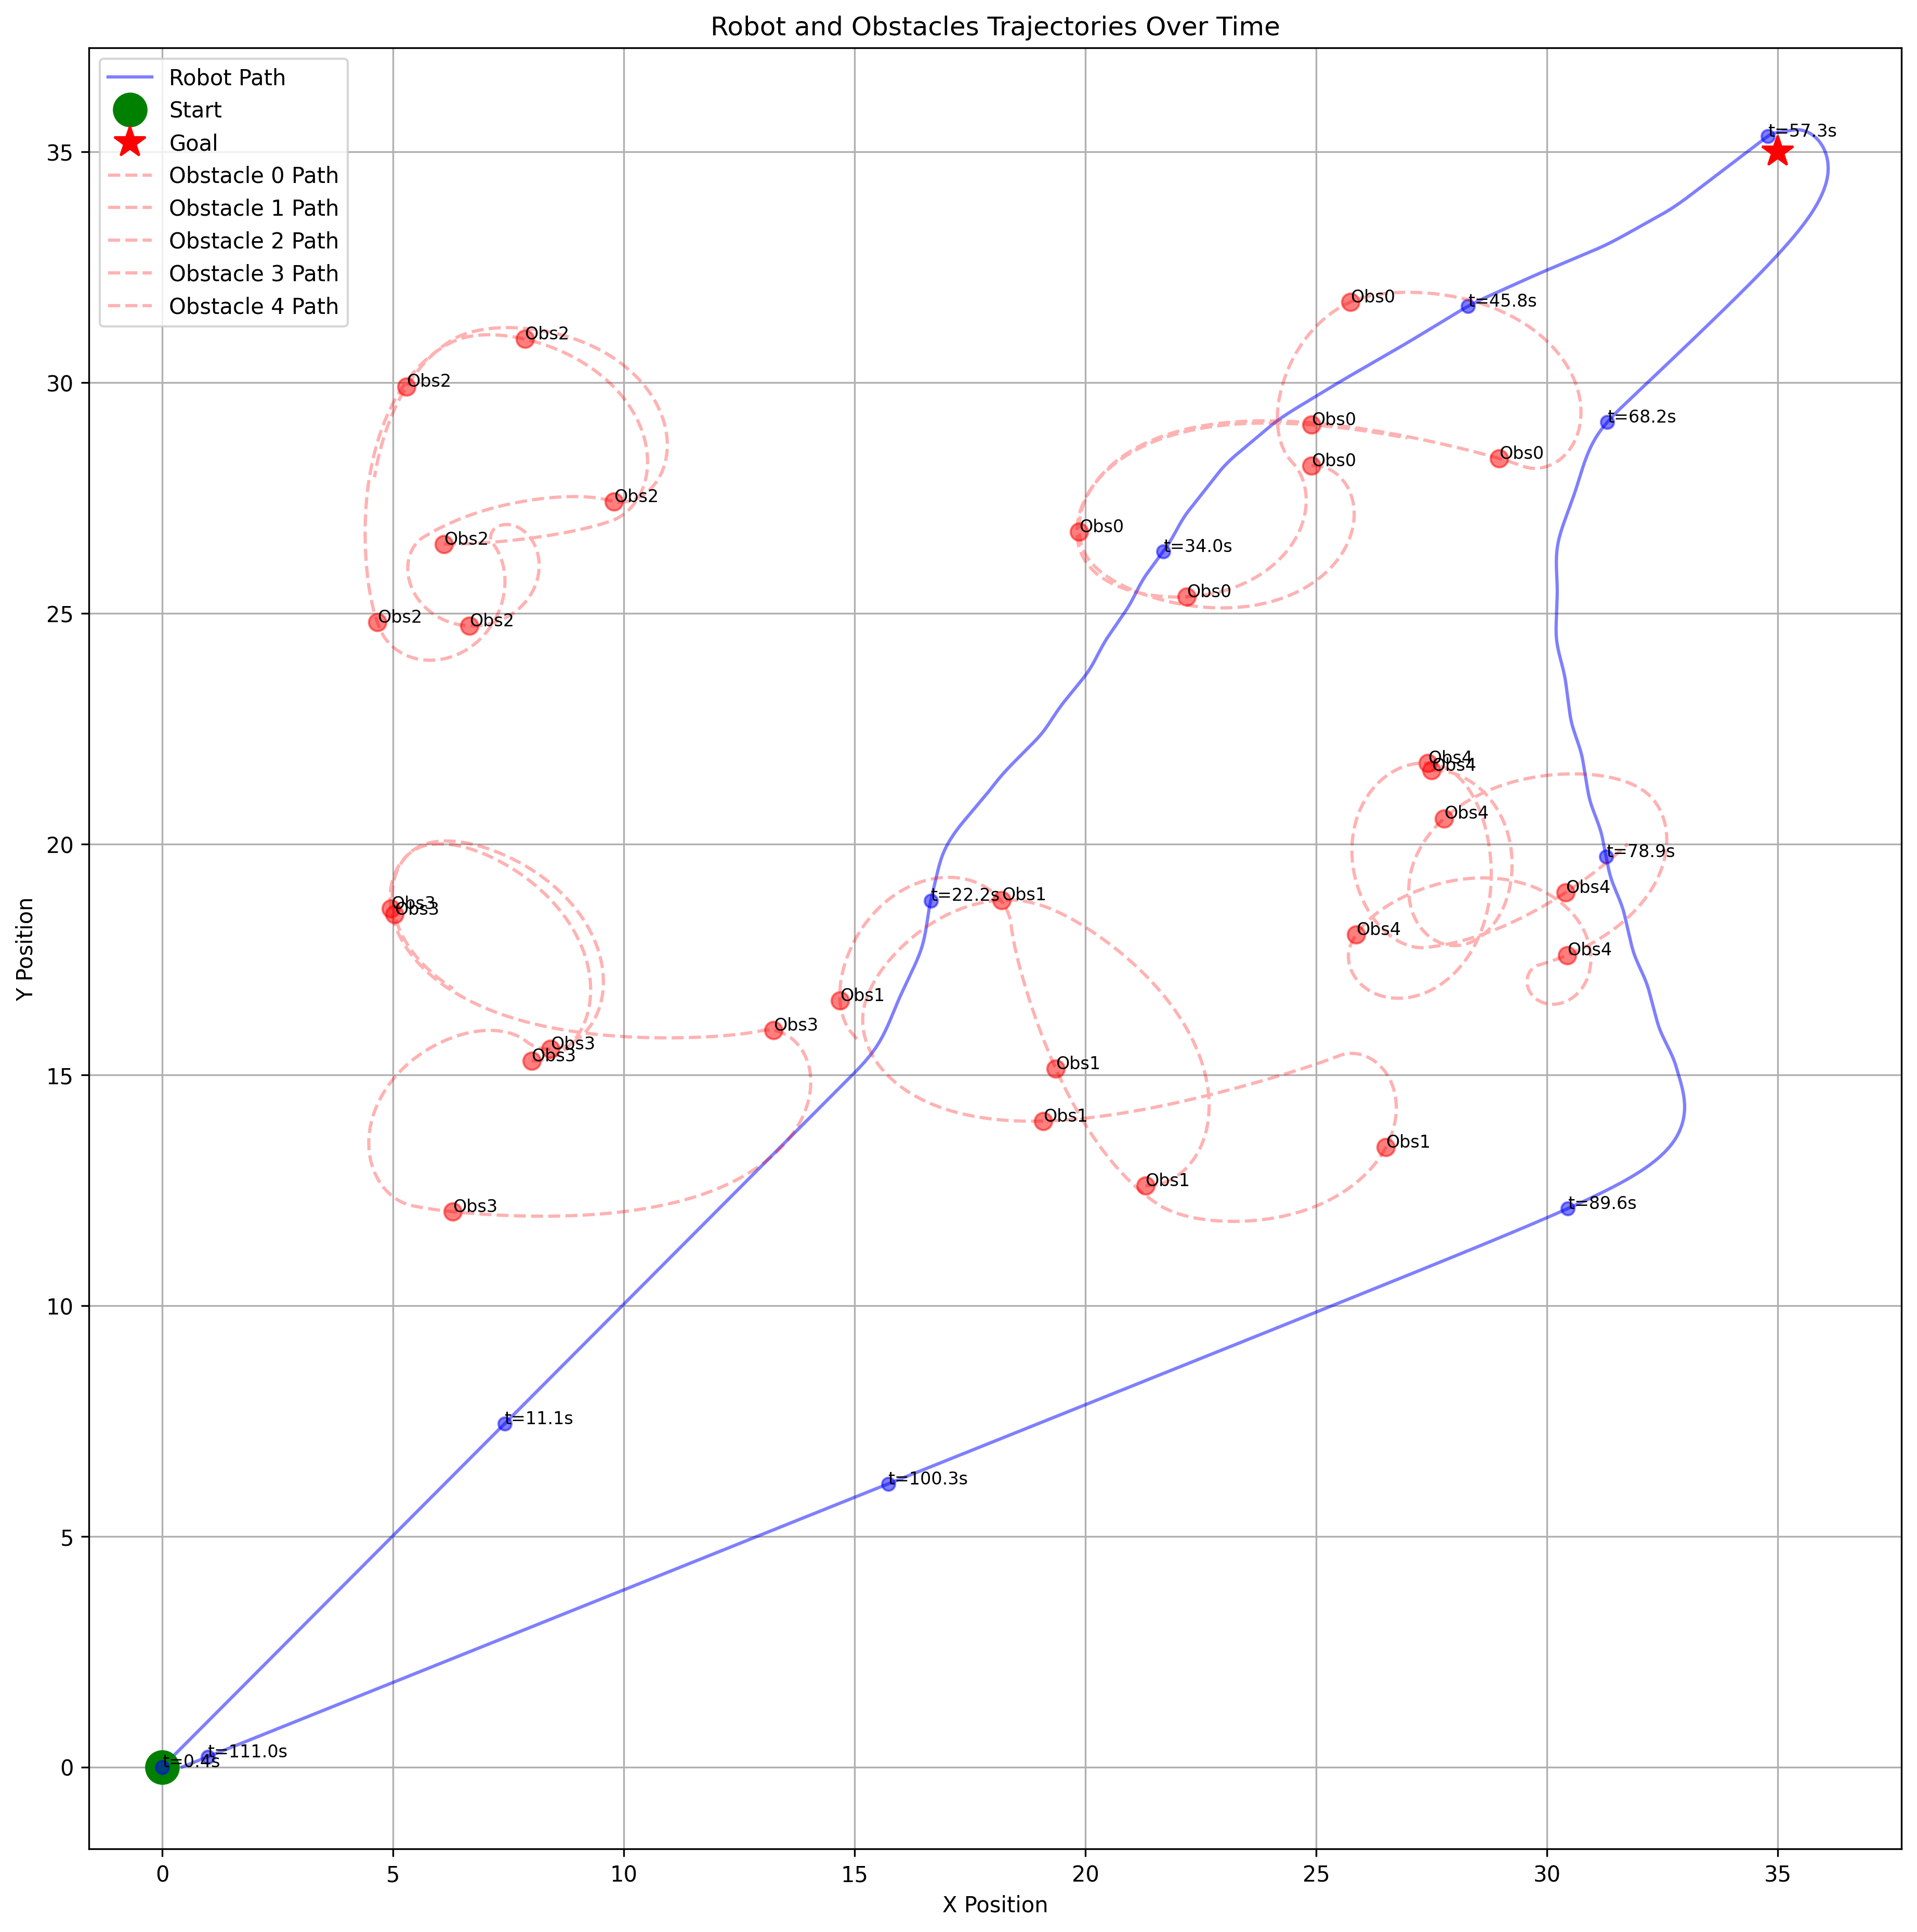 Robot and Obstacles Trajectories Over Time
Robot Path
Start
Goal
Obstacle 0 Path
Obstacle 1 Path
Obstacle 2 Path
Obstacle 3 Path
Obstacle 4 Path
t=57.3s
35
Obs0
t=45.8s
Obs2
Obs2
30
Obs0
t=68.2s
Obs0
Obs0
Obs2
Obs0
Obs2
t=34.0s
Obs0
Obs2
Obs2
25
Obs4
Obs4
Obs4
20
t=78.9s
Obs4
t=22.2s
Obs1
Obs3
Obs3
Obs4
Obs4
Obs1
Obs3
Obs3
Obs3
Obs1
15
Obs1
Obs1
Obs1
Obs3
t=89.6s
10
t=11.1s
t=100.3s
5
t=111.0s
t=0.4s
0
0 5 10 15 20 25 30 35
X Position
Y Position